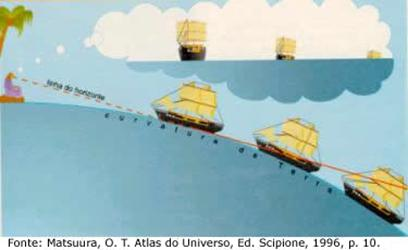 linha do horizonte
curvatura da Terra
Fonte: Matsuura, O. T. Atlas do Universo, Ed. Scipione, 1996, p. 10.